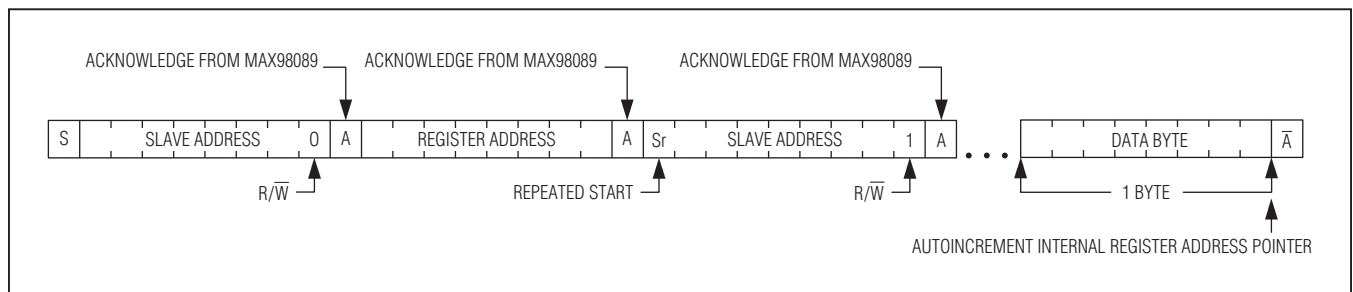 ACKNOWLEDGE FROM MAX98089 ACKNOWLEDGE FROM MAX98089 ACKNOWLEDGE FROM MAX98089
S SLAVE ADDRESS 0 A REGISTER ADDRESS A Sr SLAVE ADDRESS 1 A ... DATA BYTE A̅
R/W̅ REPEATED START R/W̅ 1 BYTE
AUTOINCREMENT INTERNAL REGISTER ADDRESS POINTER